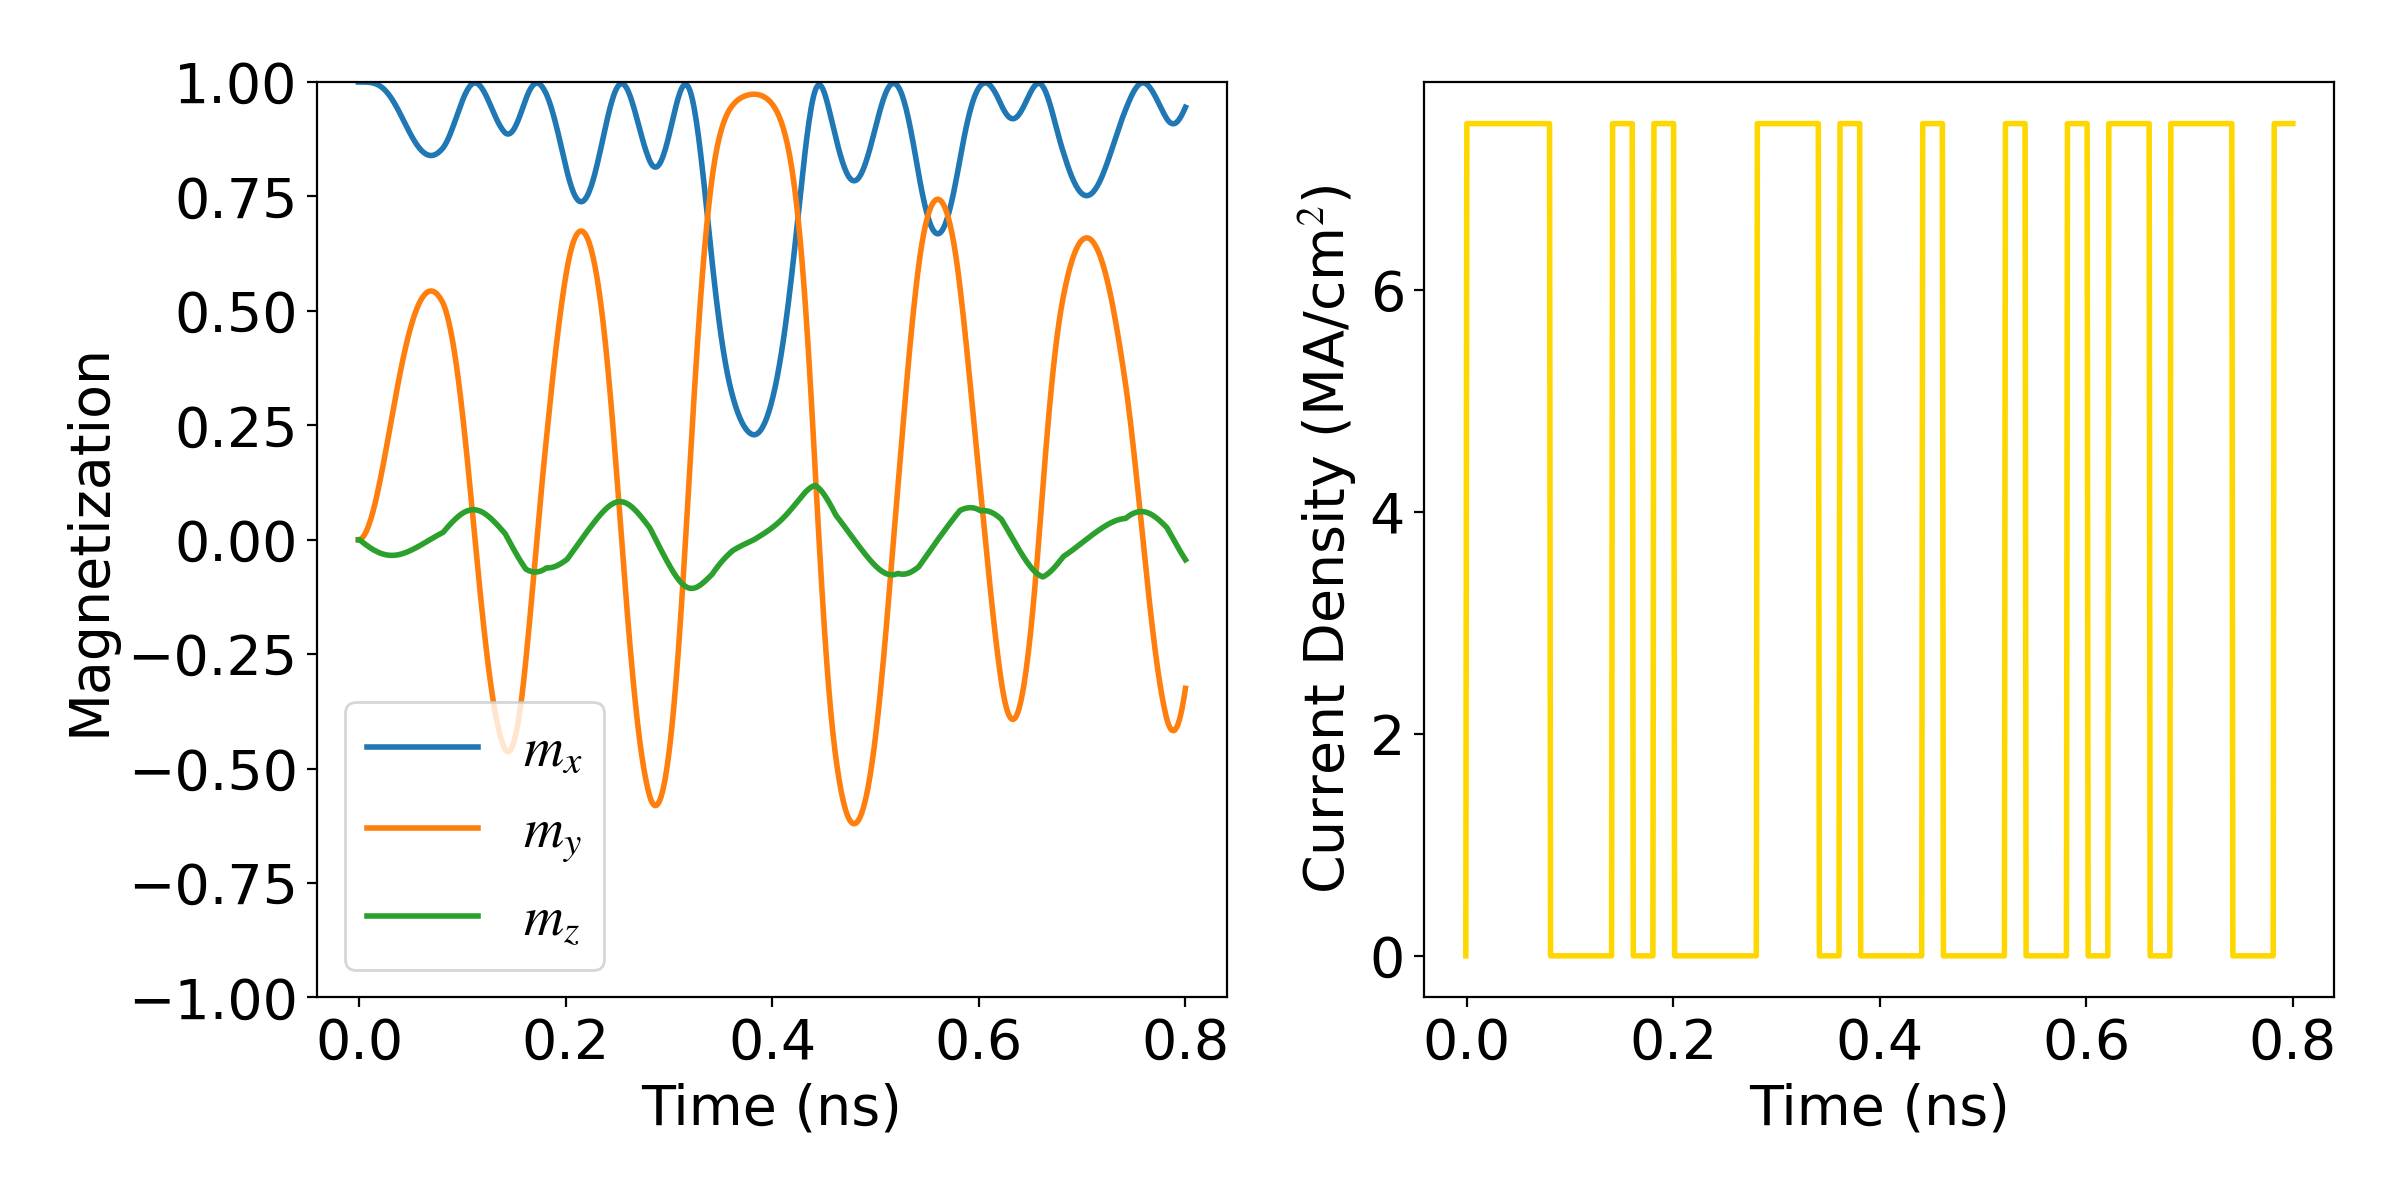 1.00
0.75
0.50
0.25
0.00
−0.25
−0.50
−0.75
−1.00
Magnetization
m_x
m_y
m_z
0.0 0.2 0.4 0.6 0.8
Time (ns)
6
4
2
0
Current Density (MA/cm²)
0.0 0.2 0.4 0.6 0.8
Time (ns)